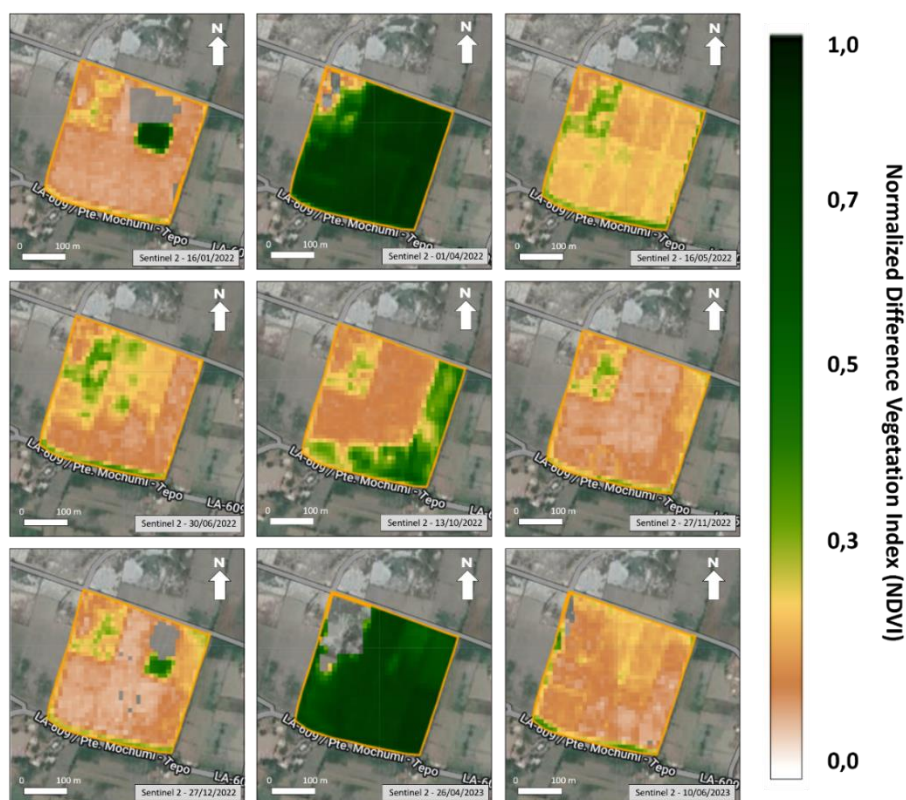 N
LA-609 / Pte. Mochumi - Tepo
LA-60
0 100 m
Sentinel 2 - 16/01/2022
N
LA-609 / Pte. Mochumi - Tepo
0 100 m
Sentinel 2 - 01/04/2022
N
LA-609 / Pte. Mochumi - Tepo
0 100 m
Sentinel 2 - 16/05/2022
N
LA-609 / Pte. Mochumi - Tepo
LA-609
0 100 m
Sentinel 2 - 30/06/2022
N
LA-609 / Pte. Mochumi - Tepo
0 100 m
Sentinel 2 - 13/10/2022
N
LA-609 / Pte. Mochumi - Tepo
0 100 m
Sentinel 2 - 27/11/2022
N
LA-609 / Pte. Mochumi - Tepo
LA-60
0 100 m
Sentinel 2 - 27/12/2022
N
LA-609 / Pte. Mochumi - Tepo
0 100 m
Sentinel 2 - 26/04/2023
N
LA-609 / Pte. Mochumi - Tepo
LA-609
0 100 m
Sentinel 2 - 10/06/2023
1,0
0,7
0,5
0,3
0,0
Normalized Difference Vegetation Index (NDVI)